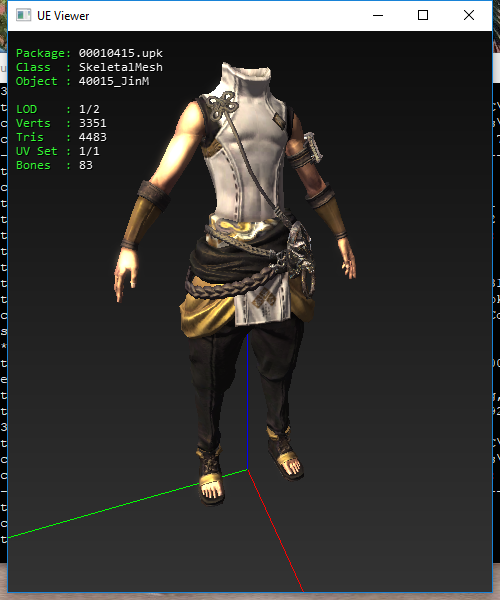 UE Viewer
Package: 00010415.upk
Class : SkeletalMesh
Object : 40015_JinM
LOD : 1/2
Verts : 3351
Tris : 4483
UV Set : 1/1
Bones : 83